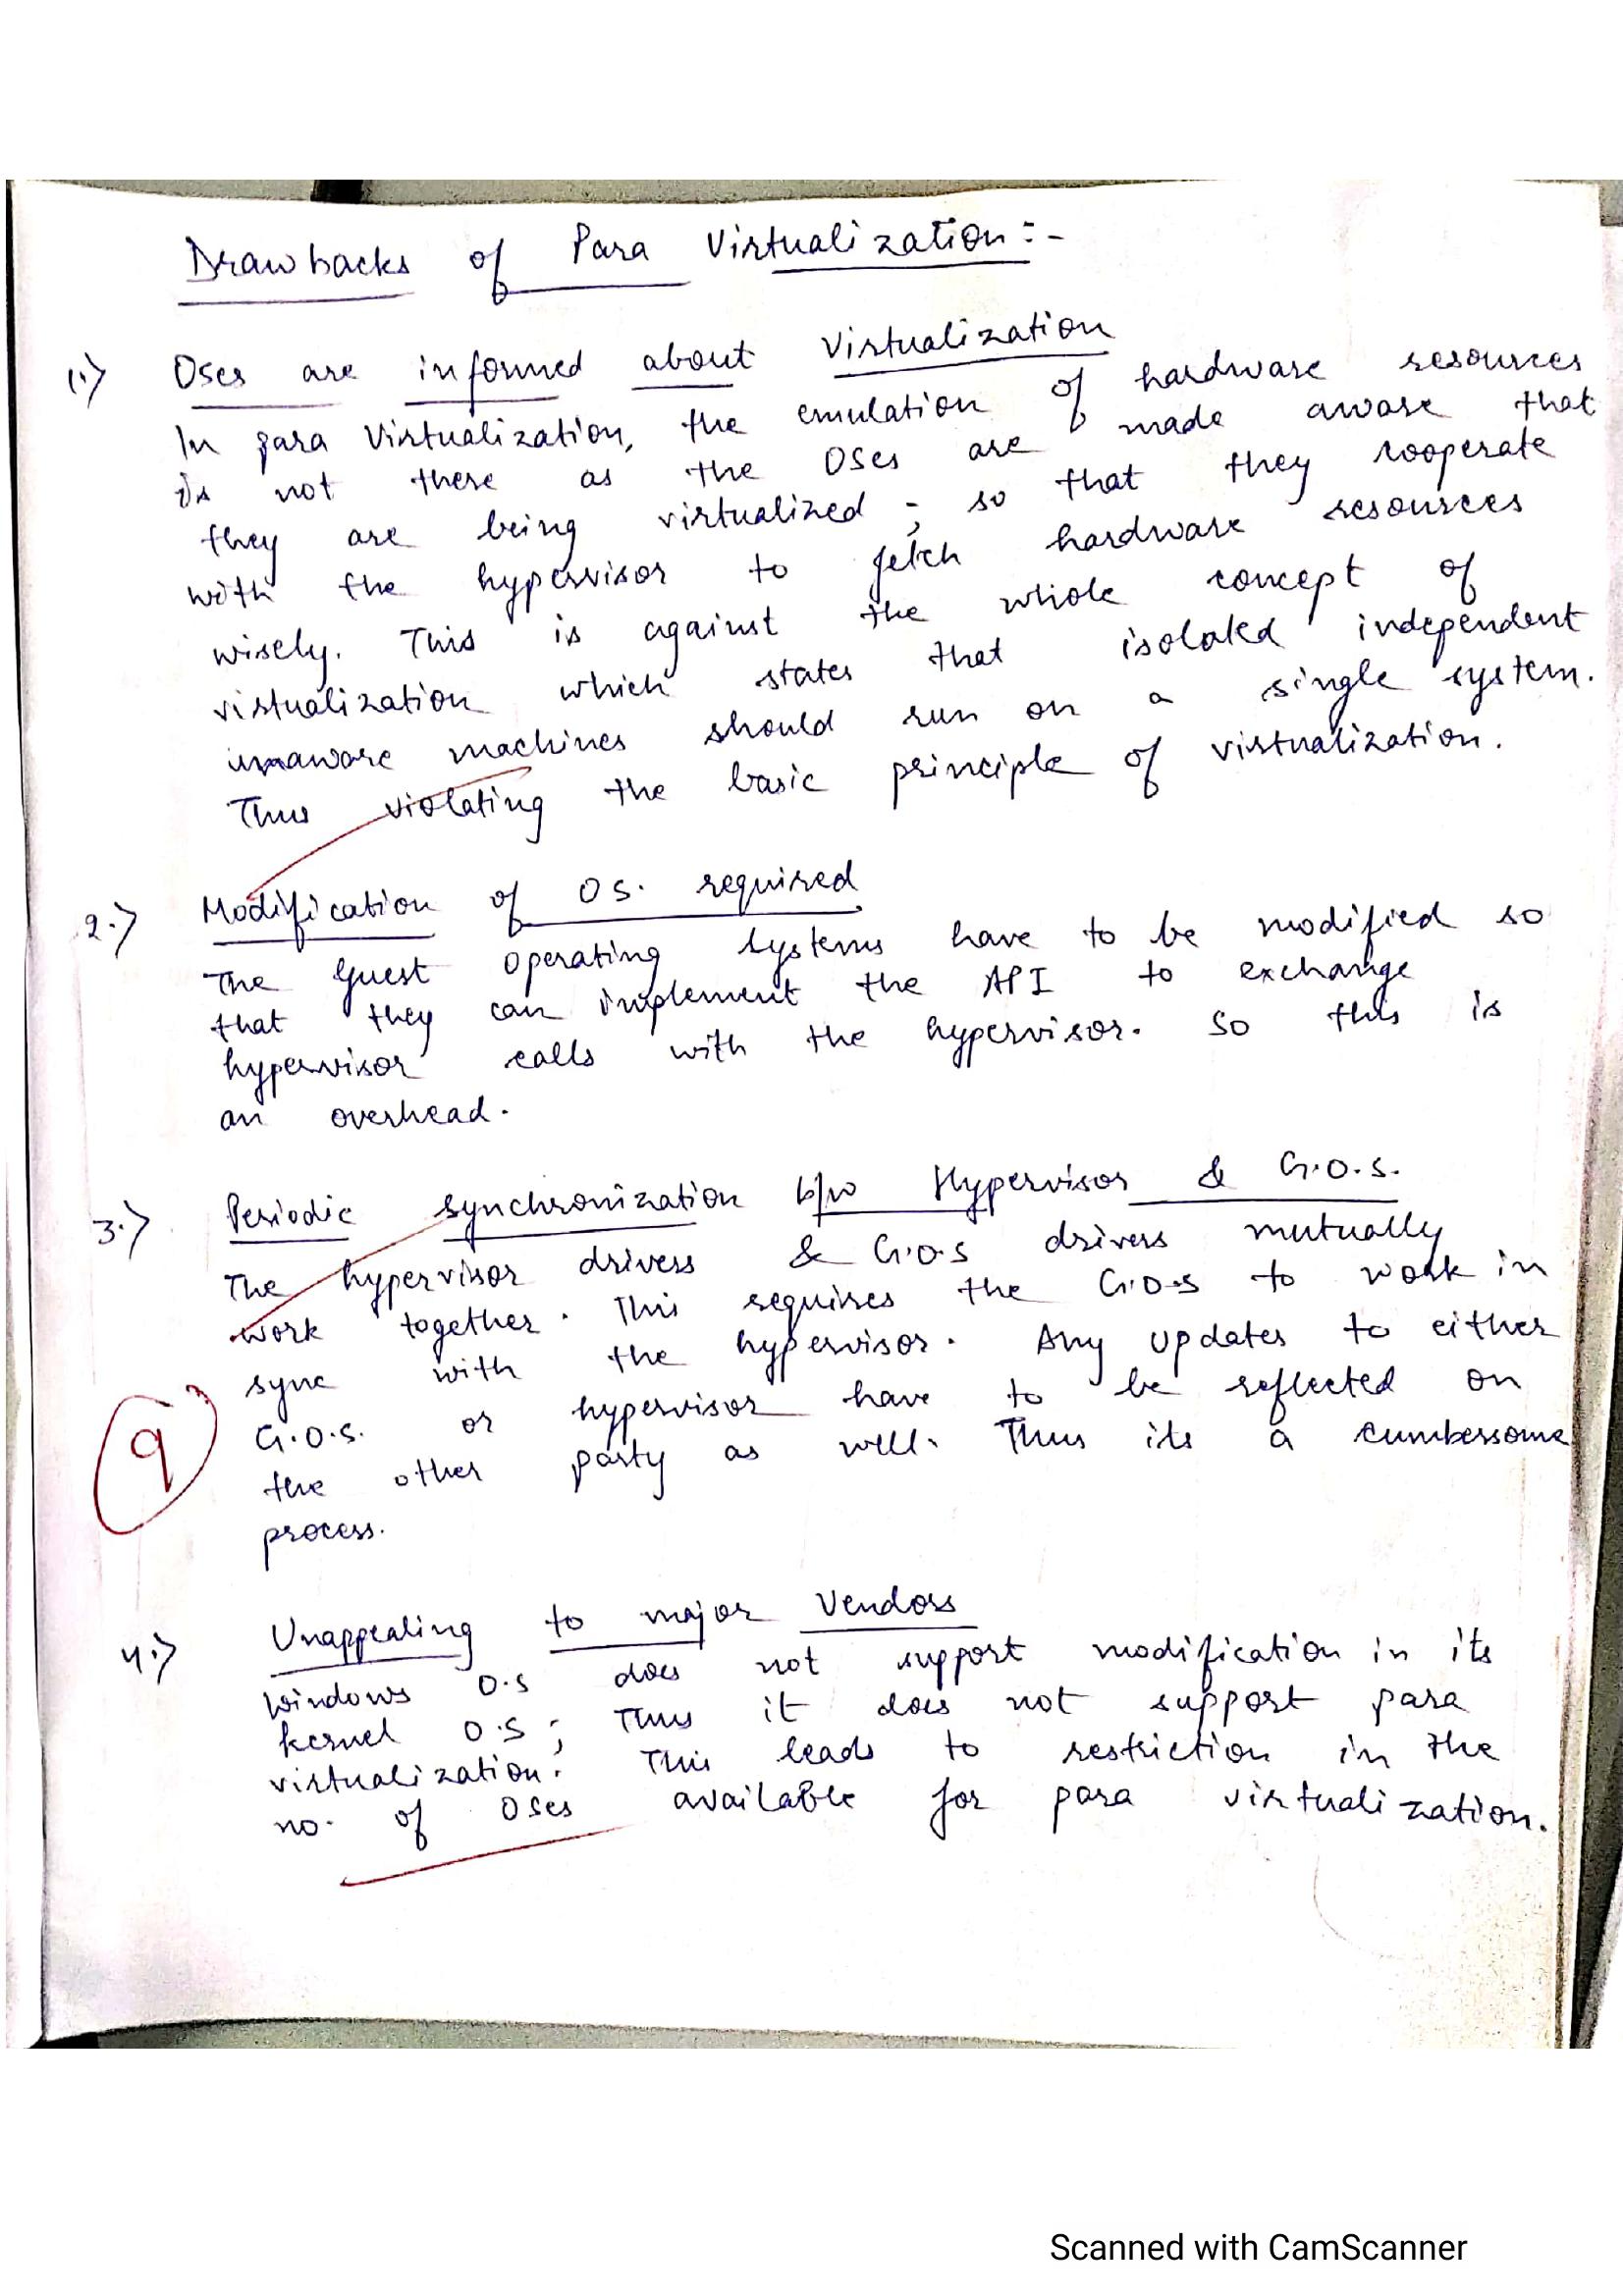 Drawbacks of Para Virtualization:-
1.) OSes are informed about Virtualization
In para Virtualization, the emulation of hardware resources
is not there as the OSes are made aware that
they are being virtualized; so that they cooperate
with the hypervisor to fetch hardware resources
wisely. This is against the whole concept of
virtualization which states that isolated independent
unaware machines should run on a single system.
Thus violating the basic principle of virtualization.
2.) Modification of OS. required
The guest operating systems have to be modified so
that they can implement the API to exchange
hypervisor calls with the hypervisor. So this is
an overhead.
3.) Periodic synchronization b/w Hypervisor & G.O.S.
The hypervisor drivers & G.O.S drivers mutually
work together. This requires the G.O.S to work in
sync with the hypervisor. Any updates to either
G.O.S. or hypervisor have to be reflected on
the other party as well. Thus its a cumbersome
process.
9
4.) Unappealing to major Vendors
Windows O.S does not support modification in its
kernel O.S; Thus it does not support para
virtualization. This leads to restriction in the
no. of OSes available for para virtualization.
Scanned with CamScanner